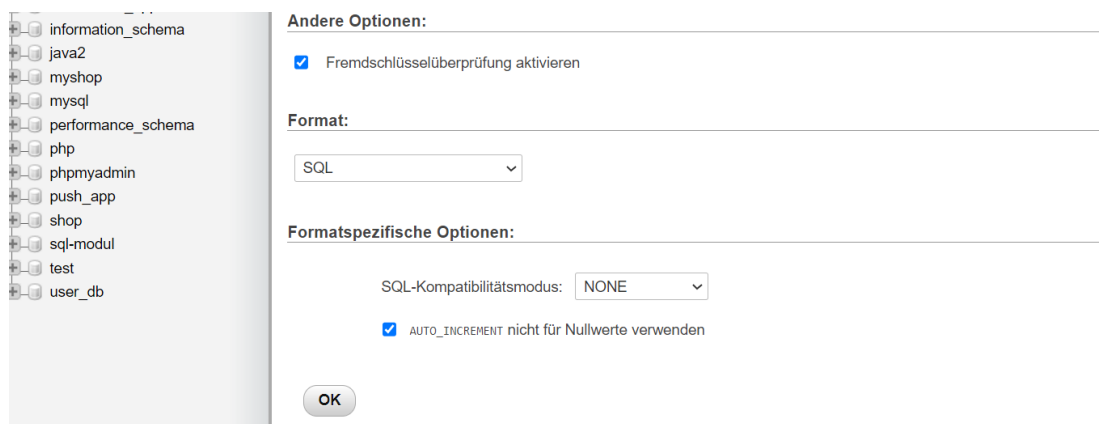 information_schema
java2
myshop
mysql
performance_schema
php
phpmyadmin
push_app
shop
sql-modul
test
user_db
Andere Optionen:
Fremdschlüsselüberprüfung aktivieren
Format:
SQL
Formatspezifische Optionen:
SQL-Kompatibilitätsmodus: NONE
AUTO_INCREMENT nicht für Nullwerte verwenden
OK